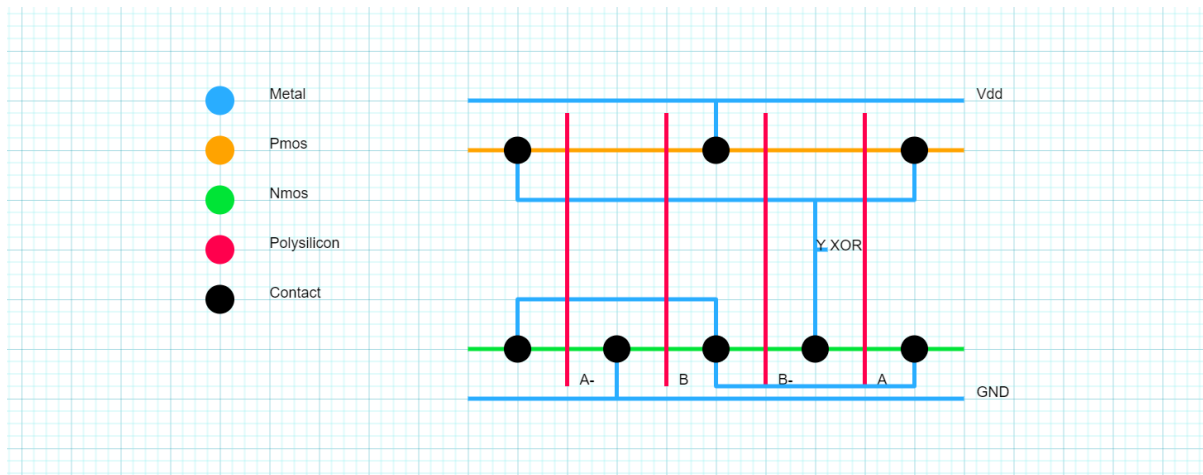 Metal
Vdd
Pmos
Nmos
Polysilicon
Y XOR
Contact
A-
B
B-
A
GND